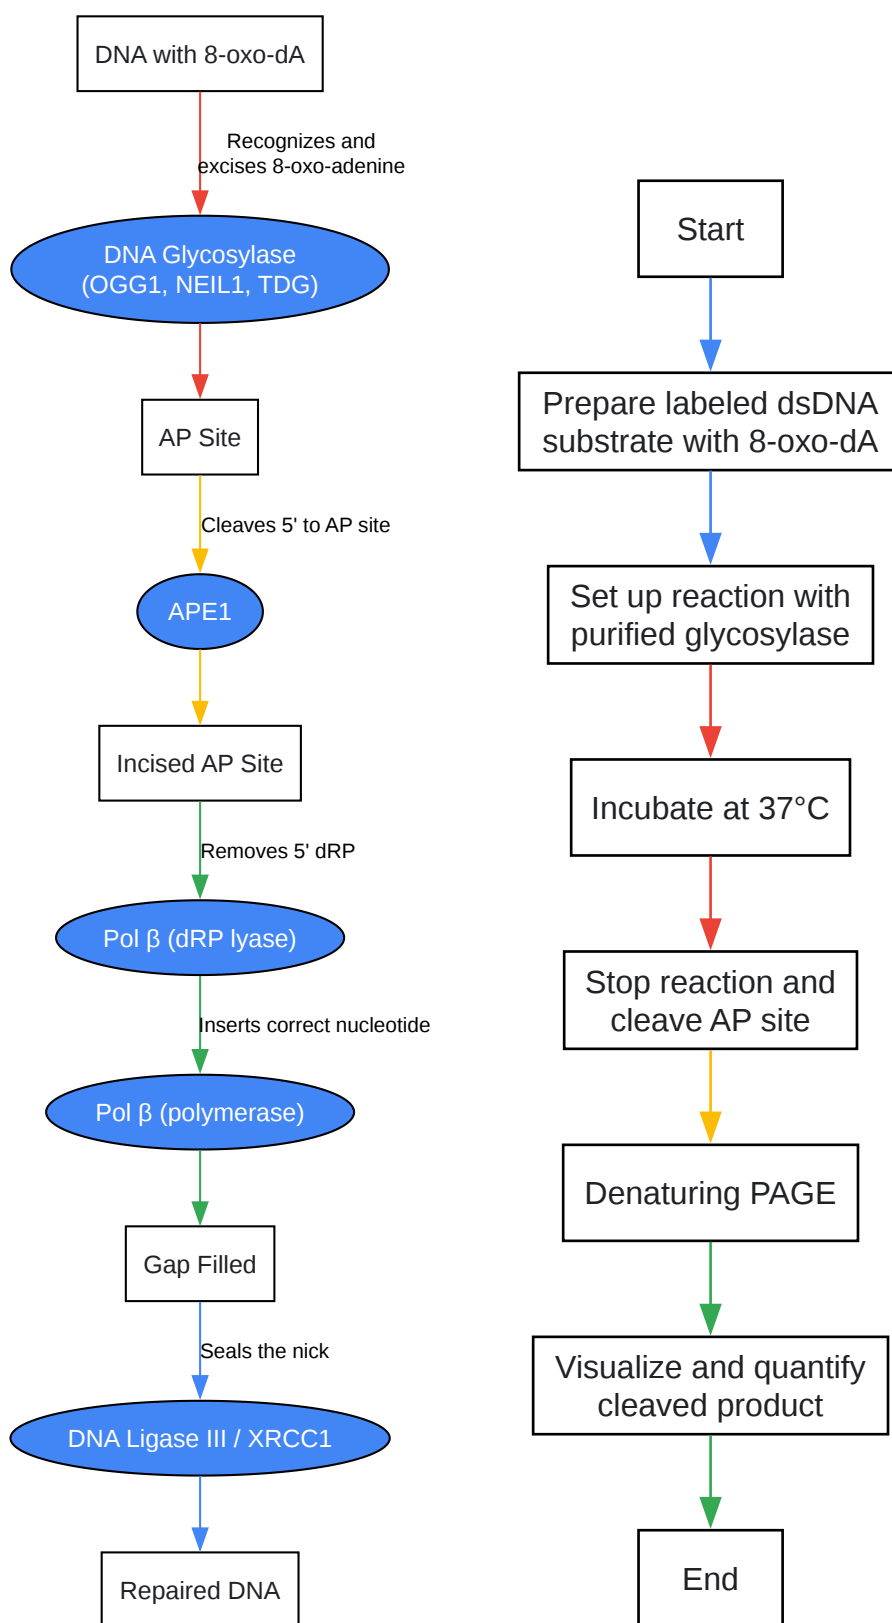 DNA with 8-oxo-dA
Recognizes and
excises 8-oxo-adenine
DNA Glycosylase
(OGG1, NEIL1, TDG)
AP Site
Cleaves 5' to AP site
APE1
Incised AP Site
Removes 5' dRP
Pol β (dRP lyase)
Inserts correct nucleotide
Pol β (polymerase)
Gap Filled
Seals the nick
DNA Ligase III / XRCC1
Repaired DNA
Start
Prepare labeled dsDNA
substrate with 8-oxo-dA
Set up reaction with
purified glycosylase
Incubate at 37°C
Stop reaction and
cleave AP site
Denaturing PAGE
Visualize and quantify
cleaved product
End